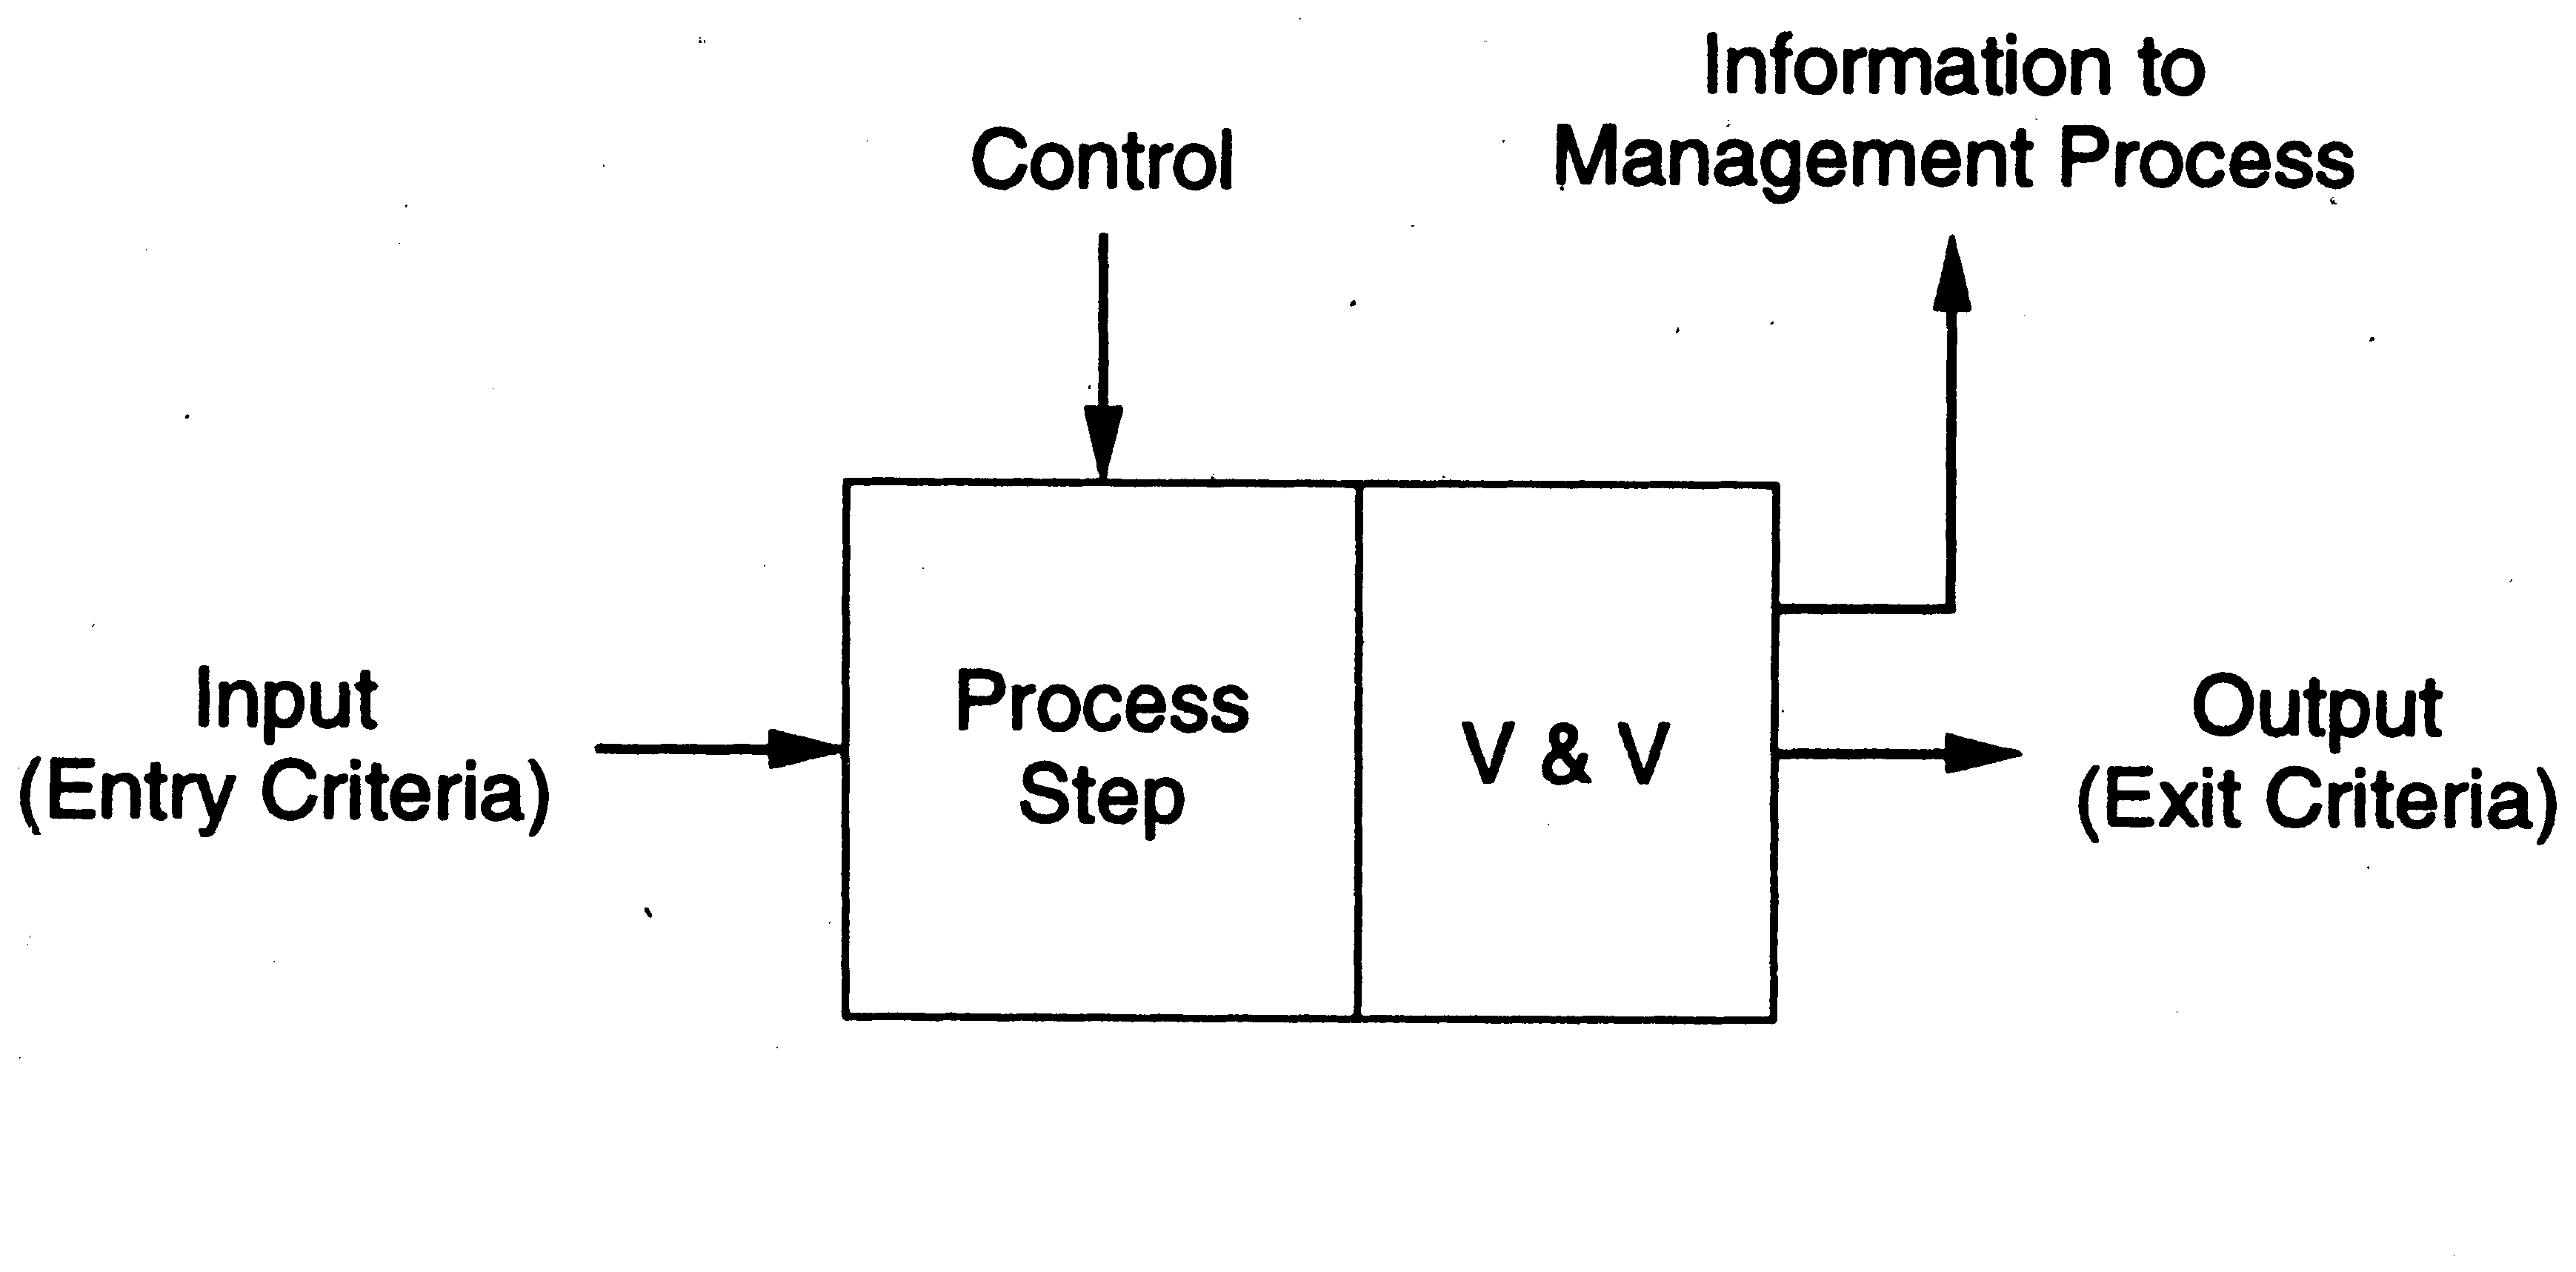 Information to
Management Process
Control
Input
(Entry Criteria)
Process
Step
V & V
Output
(Exit Criteria)